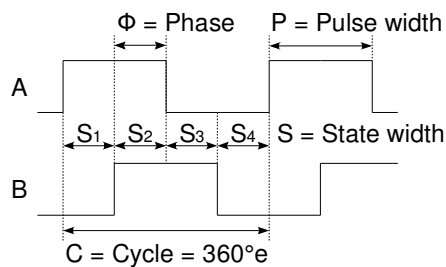 Φ = Phase P = Pulse width
A
S1 S2 S3 S4 S = State width
B
C = Cycle = 360°e